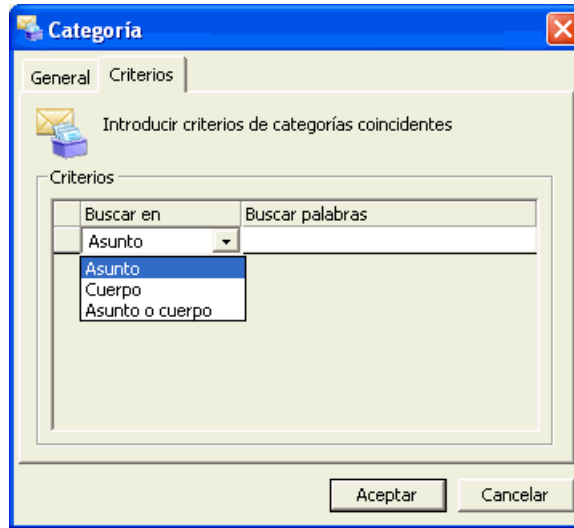 Categoría
General Criterios
Introducir criterios de categorías coincidentes
Criterios
Buscar en Buscar palabras
Asunto
Asunto
Cuerpo
Asunto o cuerpo
Aceptar Cancelar